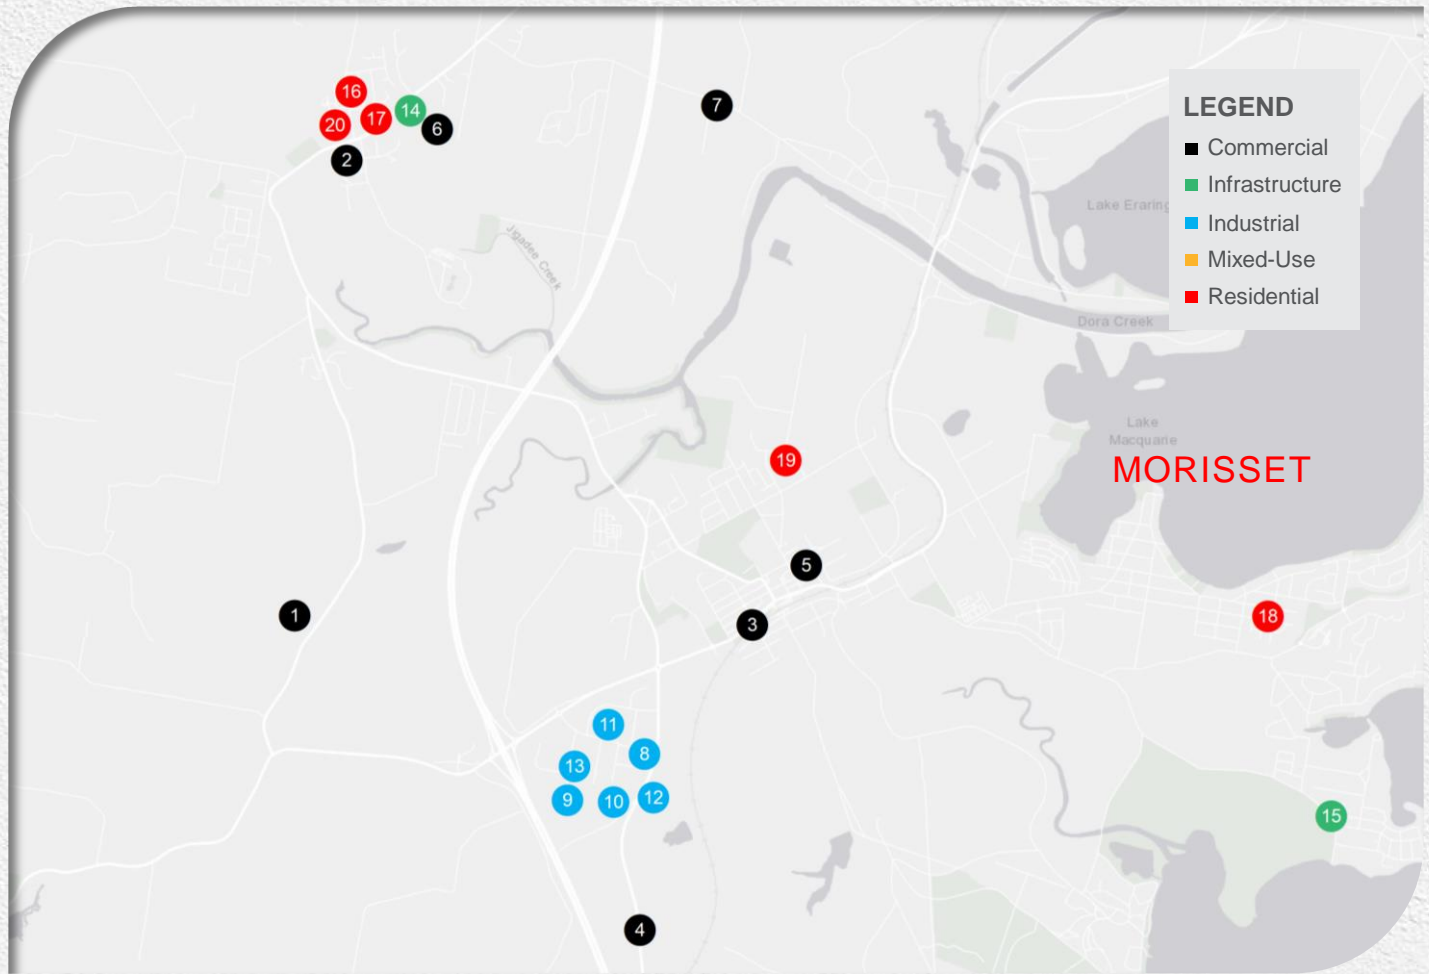 16
17
14
20
6
2
7
LEGEND
Commercial
Infrastructure
Industrial
Mixed-Use
Residential
Lake Eraring
Jigadee Creek
Dora Creek
Lake
Macquarie
MORISSET
19
5
1
3
18
11
8
13
9
10
12
15
4